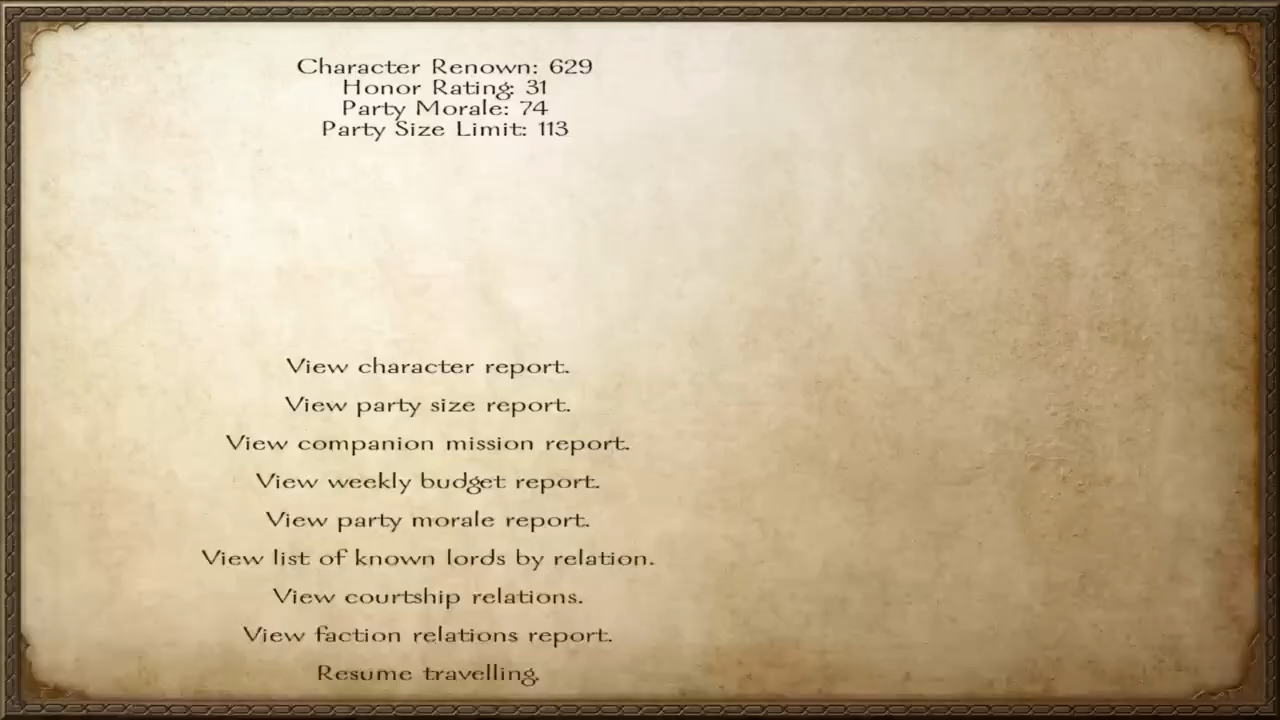 Character Renown: 629
Honor Rating: 31
Party Morale: 74
Party Size Limit: 113
View character report.
View party size report.
View companion mission report.
View weekly budget report.
View party morale report.
View list of known lords by relation.
View courtship relations.
View faction relations report.
Resume travelling.